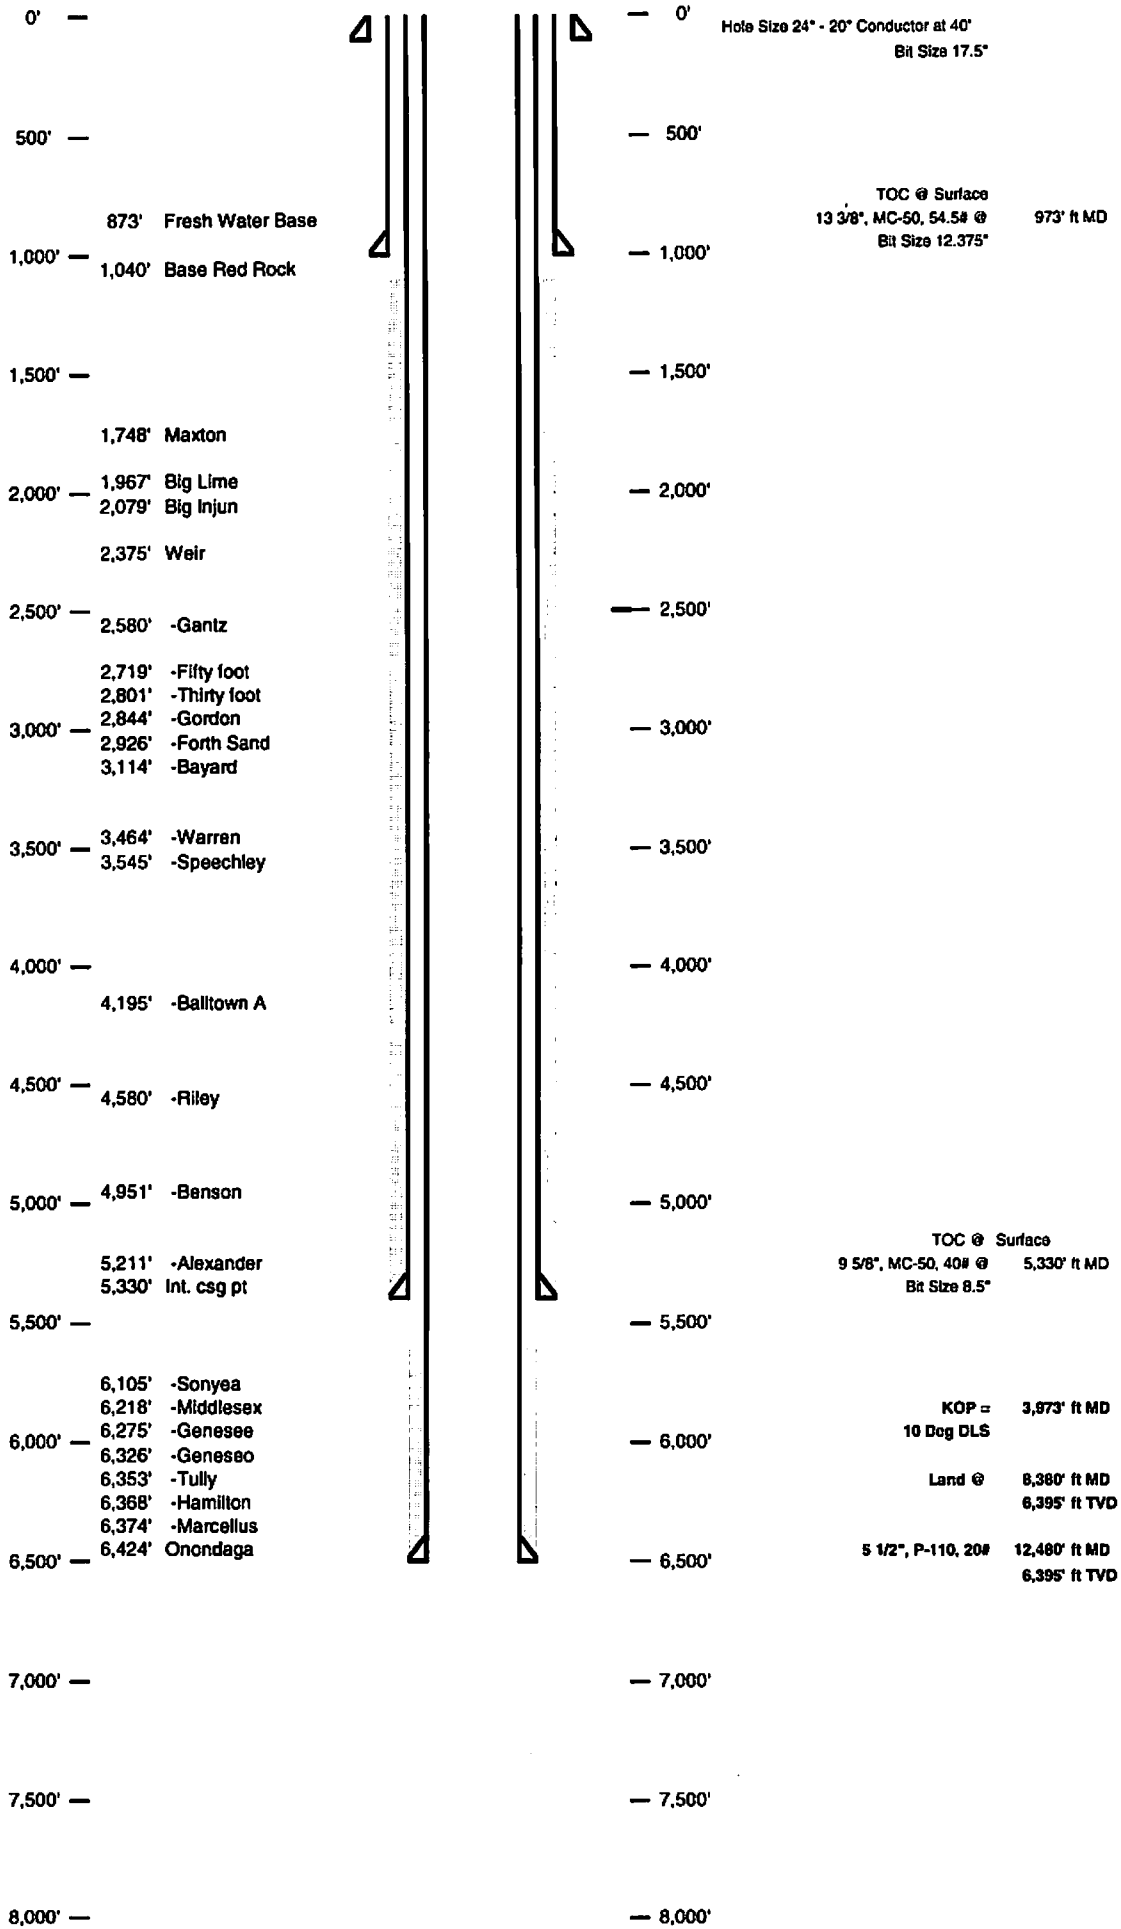 0'
0'
Hole Size 24" - 20" Conductor at 40'
Bit Size 17.5"
500'
500'
TOC @ Surface
873' Fresh Water Base
13 3/8", MC-50, 54.5# @ 973' ft MD
Bit Size 12.375"
1,000'
1,000'
1,040' Base Red Rock
1,500'
1,500'
1,748' Maxton
1,967' Big Lime
2,000'
2,000'
2,079' Big Injun
2,375' Weir
2,500'
2,500'
2,580' -Gantz
2,719' -Fifty foot
2,801' -Thirty foot
2,844' -Gordon
3,000'
3,000'
2,926' -Forth Sand
3,114' -Bayard
3,464' -Warren
3,500'
3,500'
3,545' -Speechley
4,000'
4,000'
4,195' -Balltown A
4,500'
4,500'
4,580' -Riley
4,951' -Benson
5,000'
5,000'
TOC @ Surface
5,211' -Alexander
9 5/8", MC-50, 40# @ 5,330' ft MD
5,330' Int. csg pt
Bit Size 8.5"
5,500'
5,500'
6,105' -Sonyea
6,218' -Middlesex
KOP = 3,973' ft MD
6,275' -Genesee
10 Deg DLS
6,000'
6,000'
6,326' -Geneseo
6,353' -Tully
Land @ 8,380' ft MD
6,368' -Hamilton
6,395' ft TVD
6,374' -Marcellus
6,424' Onondaga
5 1/2", P-110, 20# 12,480' ft MD
6,500'
6,500'
6,395' ft TVD
7,000'
7,000'
7,500'
7,500'
8,000'
8,000'